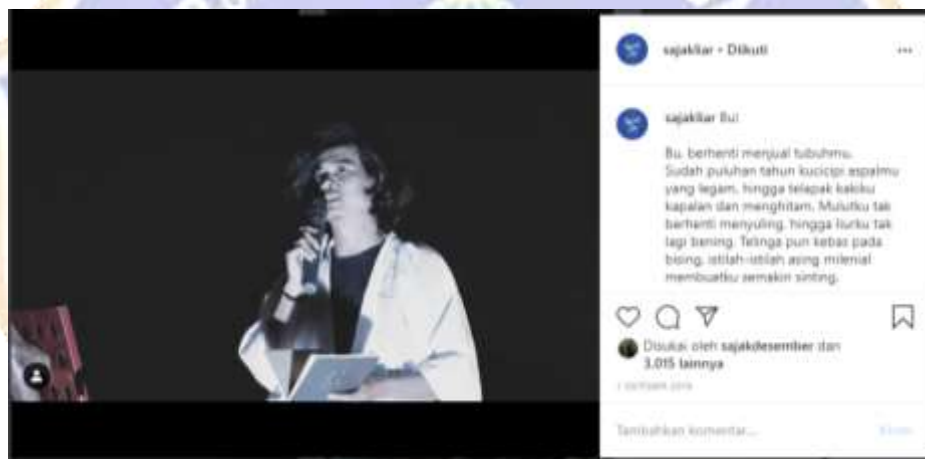 sajakliar • Diikuti
sajakliar Bu!
Bu, berhenti menjual tubuhmu.
Sudah puluhan tahun kucicipi aspalmu
yang legam, hingga telapak kakiku
kapalan dan menghitam. Mulutku tak
berhenti menyuling, hingga liurku tak
lagi bening. Telinga pun kebas pada
bising, istilah-istilah asing milenial
membuatku semakin sinting.
Disukai oleh sajakdesember dan
3.015 lainnya
Tambahkan komentar...
Kirim